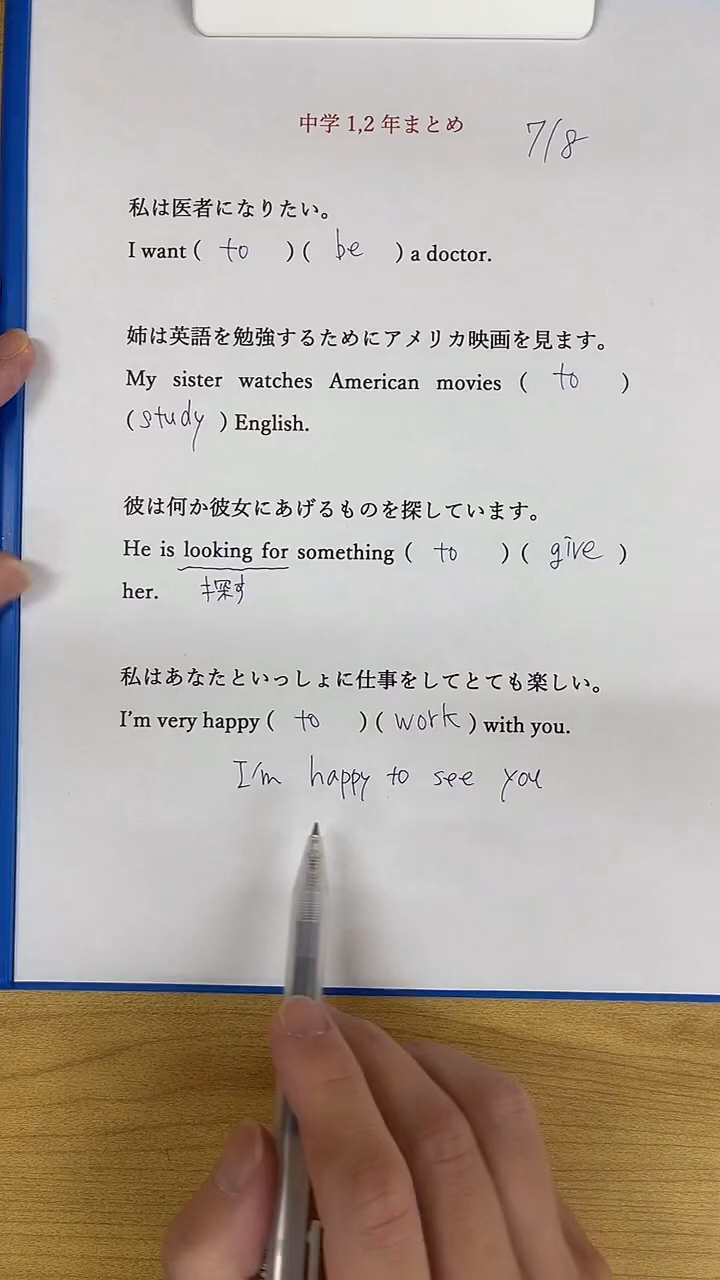 中学 1,2 年まとめ 7/8
私は医者になりたい。
I want ( to ) ( be ) a doctor.
姉は英語を勉強するためにアメリカ映画を見ます。
My sister watches American movies ( to )
( study ) English.
彼は何か彼女にあげるものを探しています。
He is looking for something ( to ) ( give )
her. 探す
私はあなたといっしょに仕事をしてとても楽しい。
I'm very happy ( to ) ( work ) with you.
I'm happy to see you